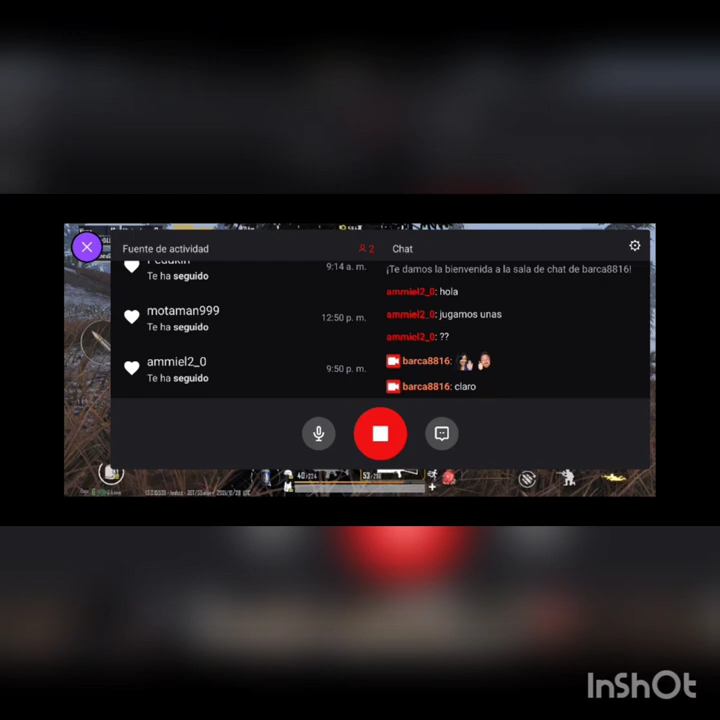 Fuente de actividad
2
Chat
9:14 a. m.
Te ha seguido
motaman999
Te ha seguido
12:50 p. m.
ammiel2_0
Te ha seguido
9:50 p. m.
¡Te damos la bienvenida a la sala de chat de barca8816!
ammiel2_0: hola
ammiel2_0: jugamos unas
ammiel2_0: ??
barca8816:
barca8816: claro
40/224
InShOt